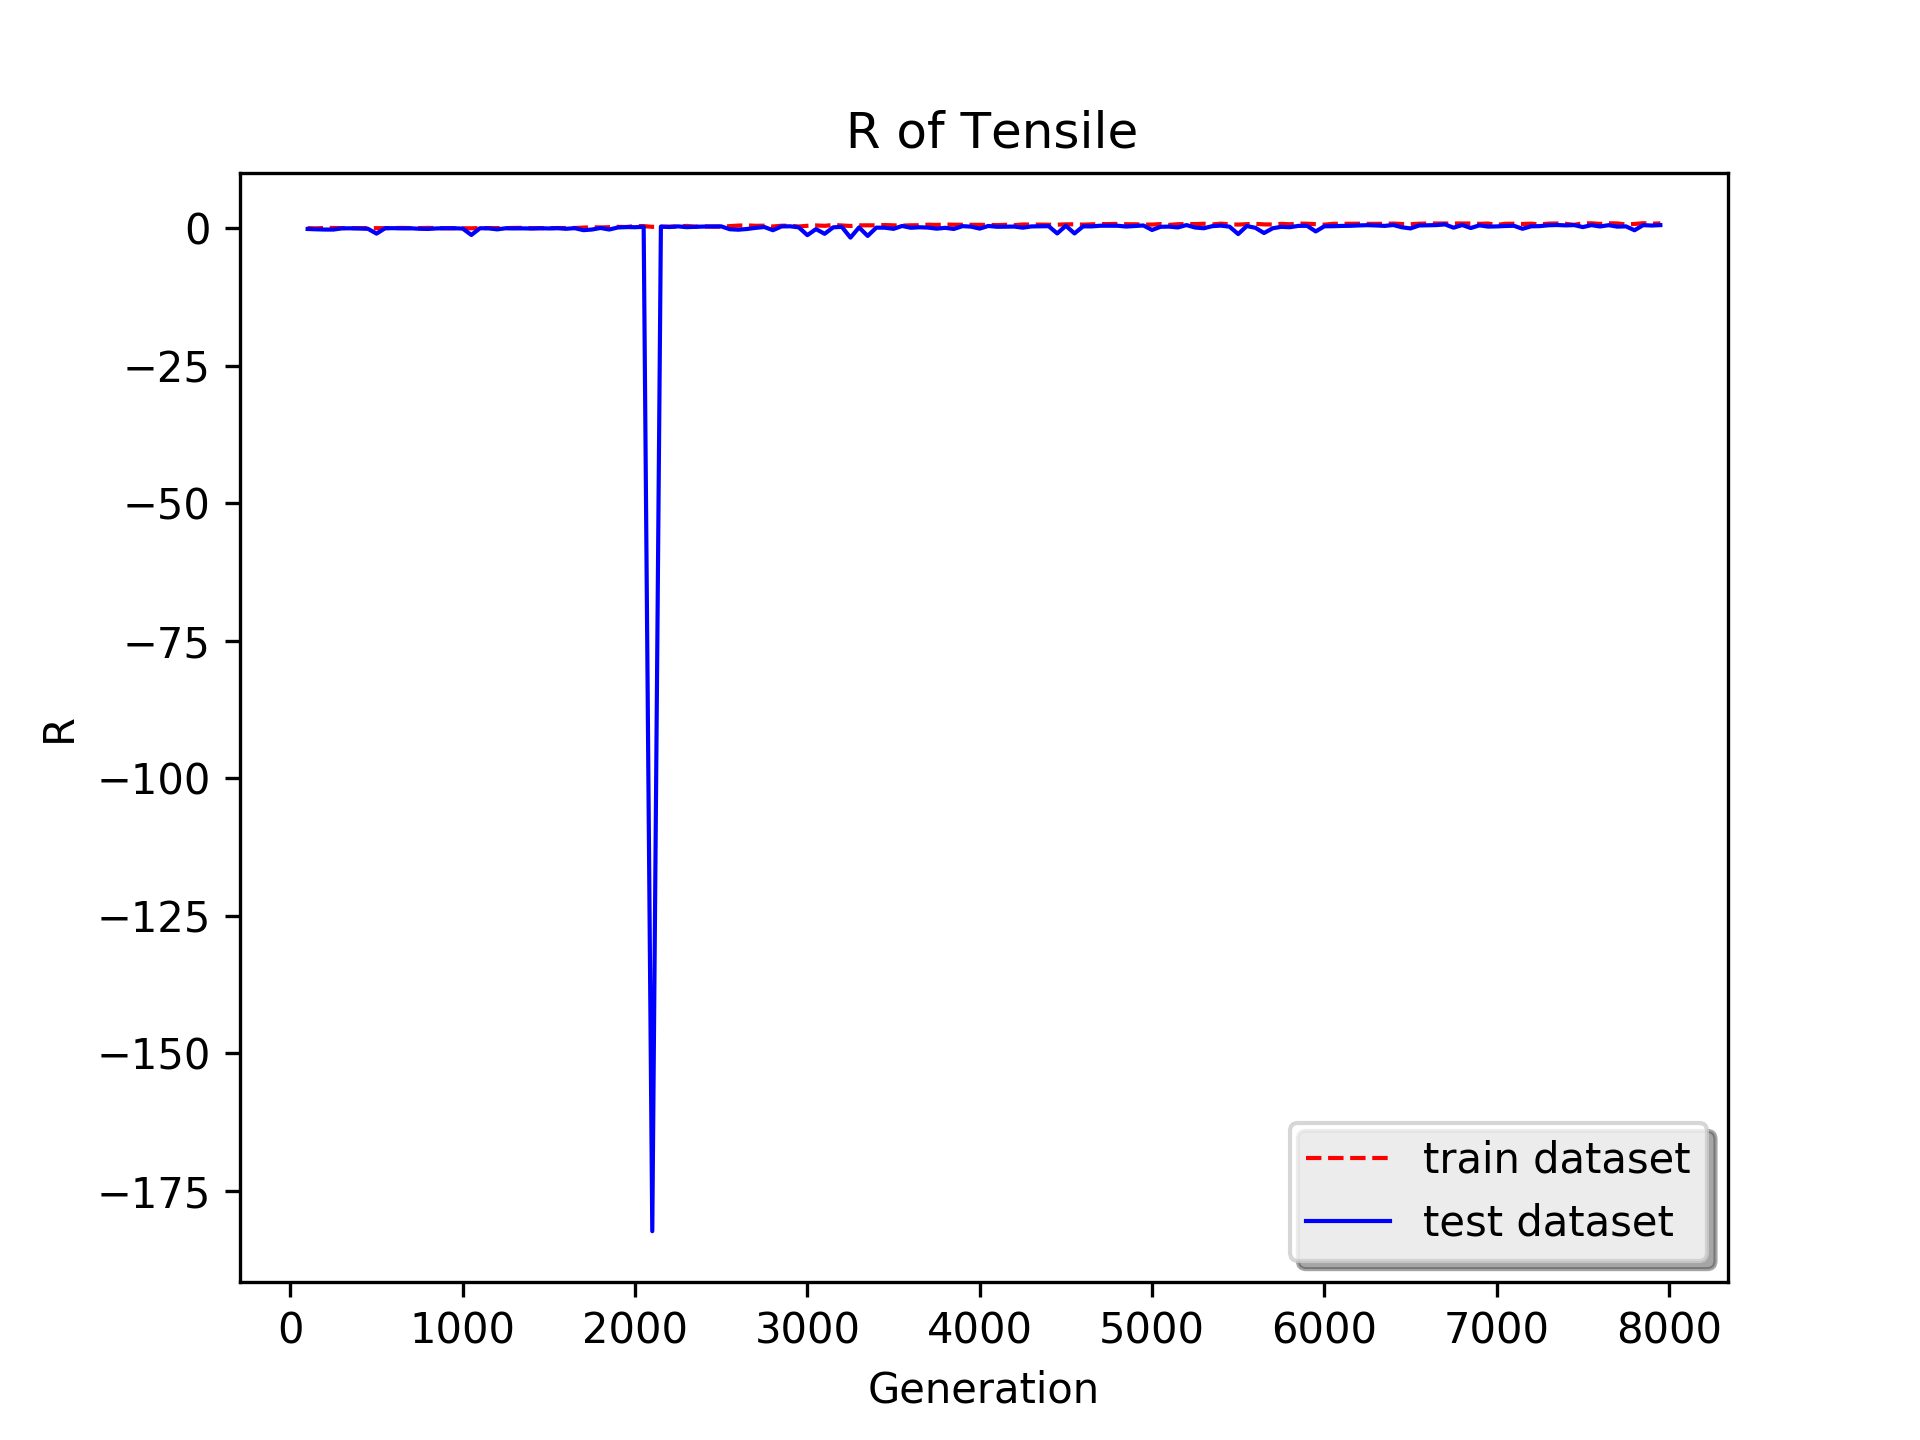 R of Tensile
0
−25
−50
−75
−100
−125
−150
−175
R
train dataset
test dataset
0 1000 2000 3000 4000 5000 6000 7000 8000
Generation